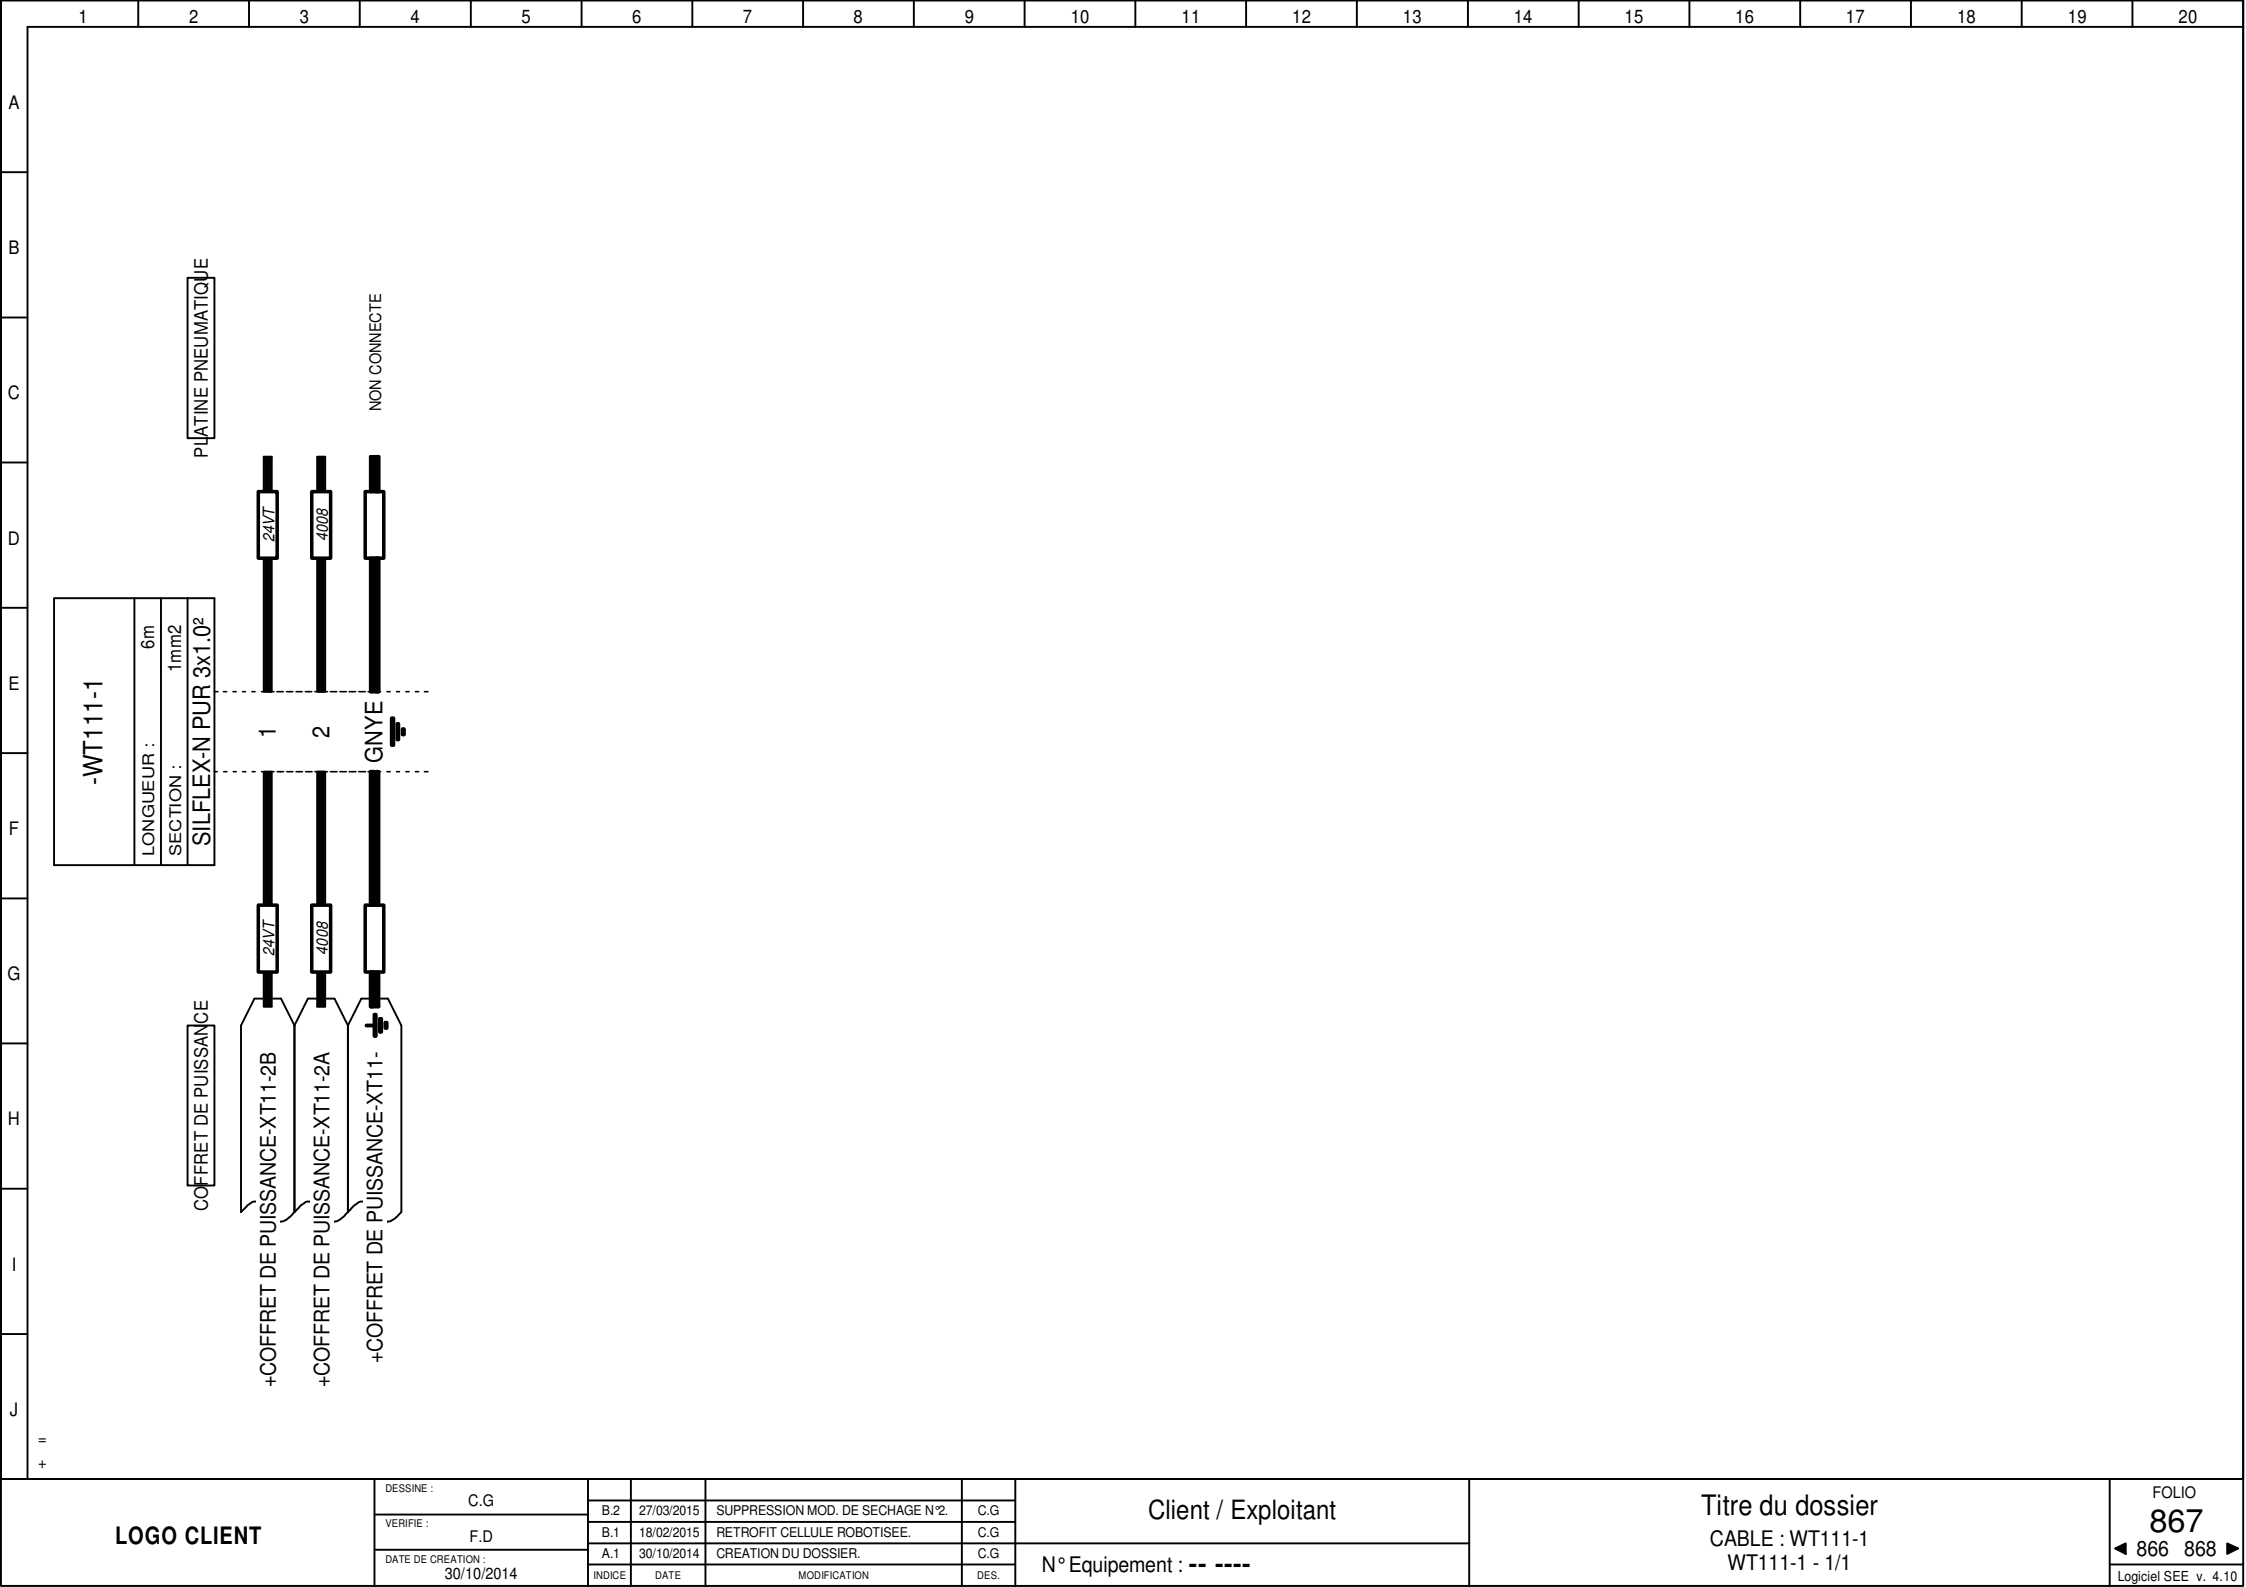 1 2 3 4 5 6 7 8 9 10 11 12 13 14 15 16 17 18 19 20
A
B
C
D
E
F
G
H
I
J
-WT111-1
LONGUEUR : 6m
SECTION : 1mm2
SILFLEX-N PUR 3x1.0²
PLATINE PNEUMATIQUE
COFFRET DE PUISSANCE
24VT
1
24VT
+COFFRET DE PUISSANCE-XT11-2B
4008
2
4008
+COFFRET DE PUISSANCE-XT11-2A
NON CONNECTE
GNYE
+COFFRET DE PUISSANCE-XT11-
=
+
LOGO CLIENT
DESSINE :
C.G
VERIFIE :
F.D
DATE DE CREATION :
30/10/2014
B.2 27/03/2015 SUPPRESSION MOD. DE SECHAGE N°2. C.G
B.1 18/02/2015 RETROFIT CELLULE ROBOTISEE. C.G
A.1 30/10/2014 CREATION DU DOSSIER. C.G
INDICE DATE MODIFICATION DES.
Client / Exploitant
N° Equipement : -- ----
Titre du dossier
CABLE : WT111-1
WT111-1 - 1/1
FOLIO
867
866 868
Logiciel SEE v. 4.10